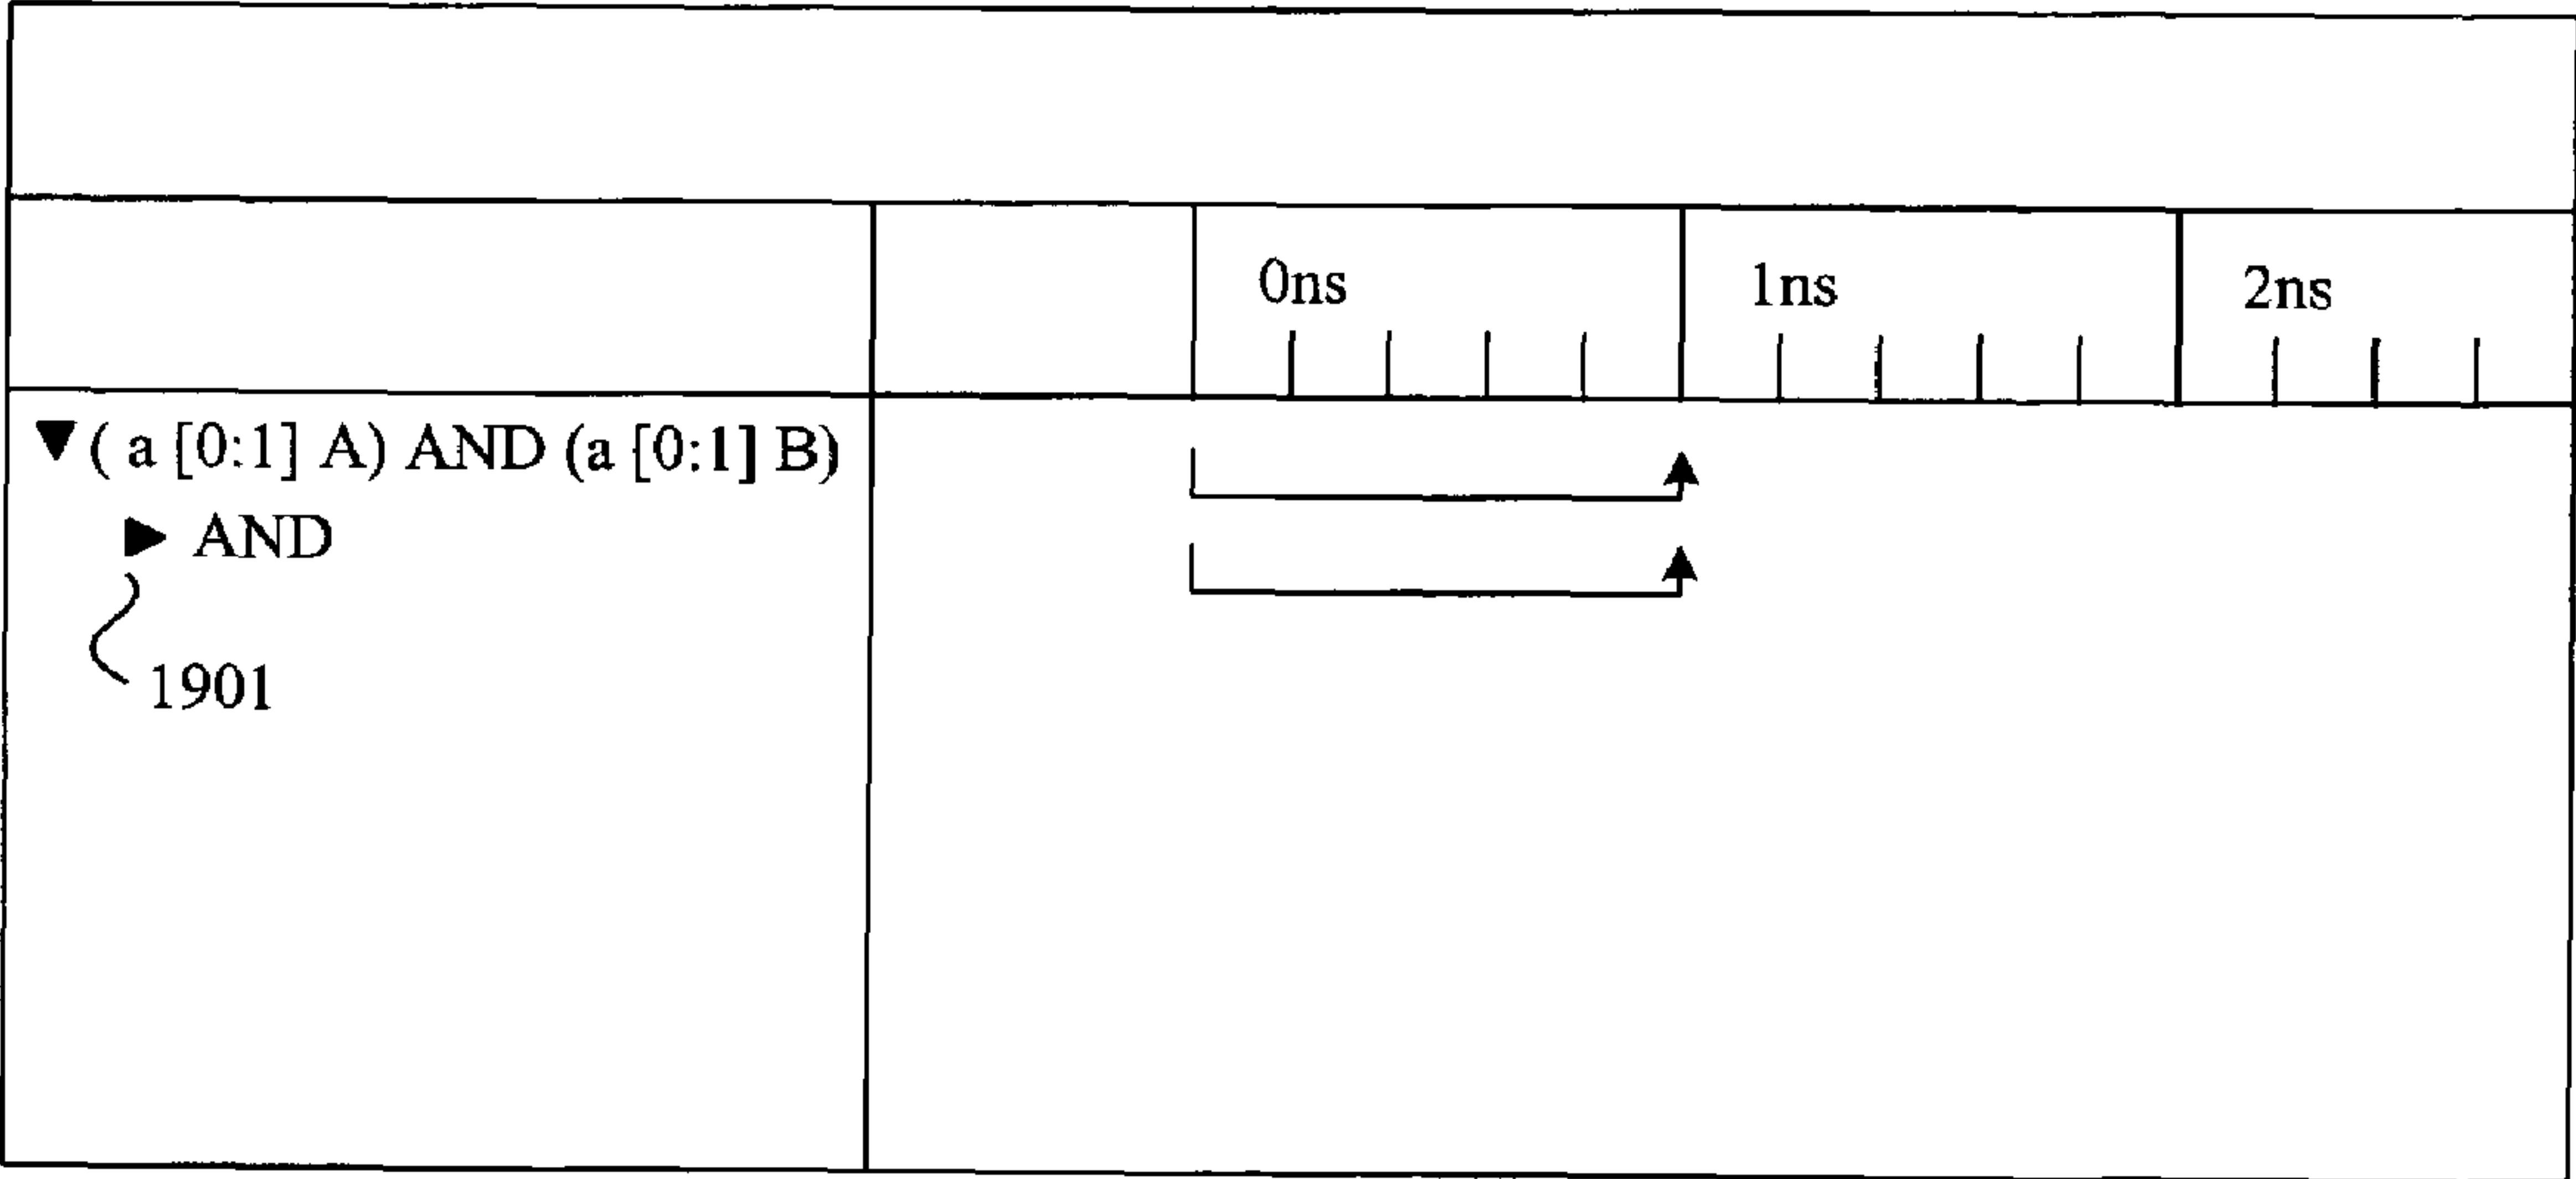 0ns 1ns 2ns
▼( a [0:1] A) AND (a [0:1] B)
▶ AND
1901